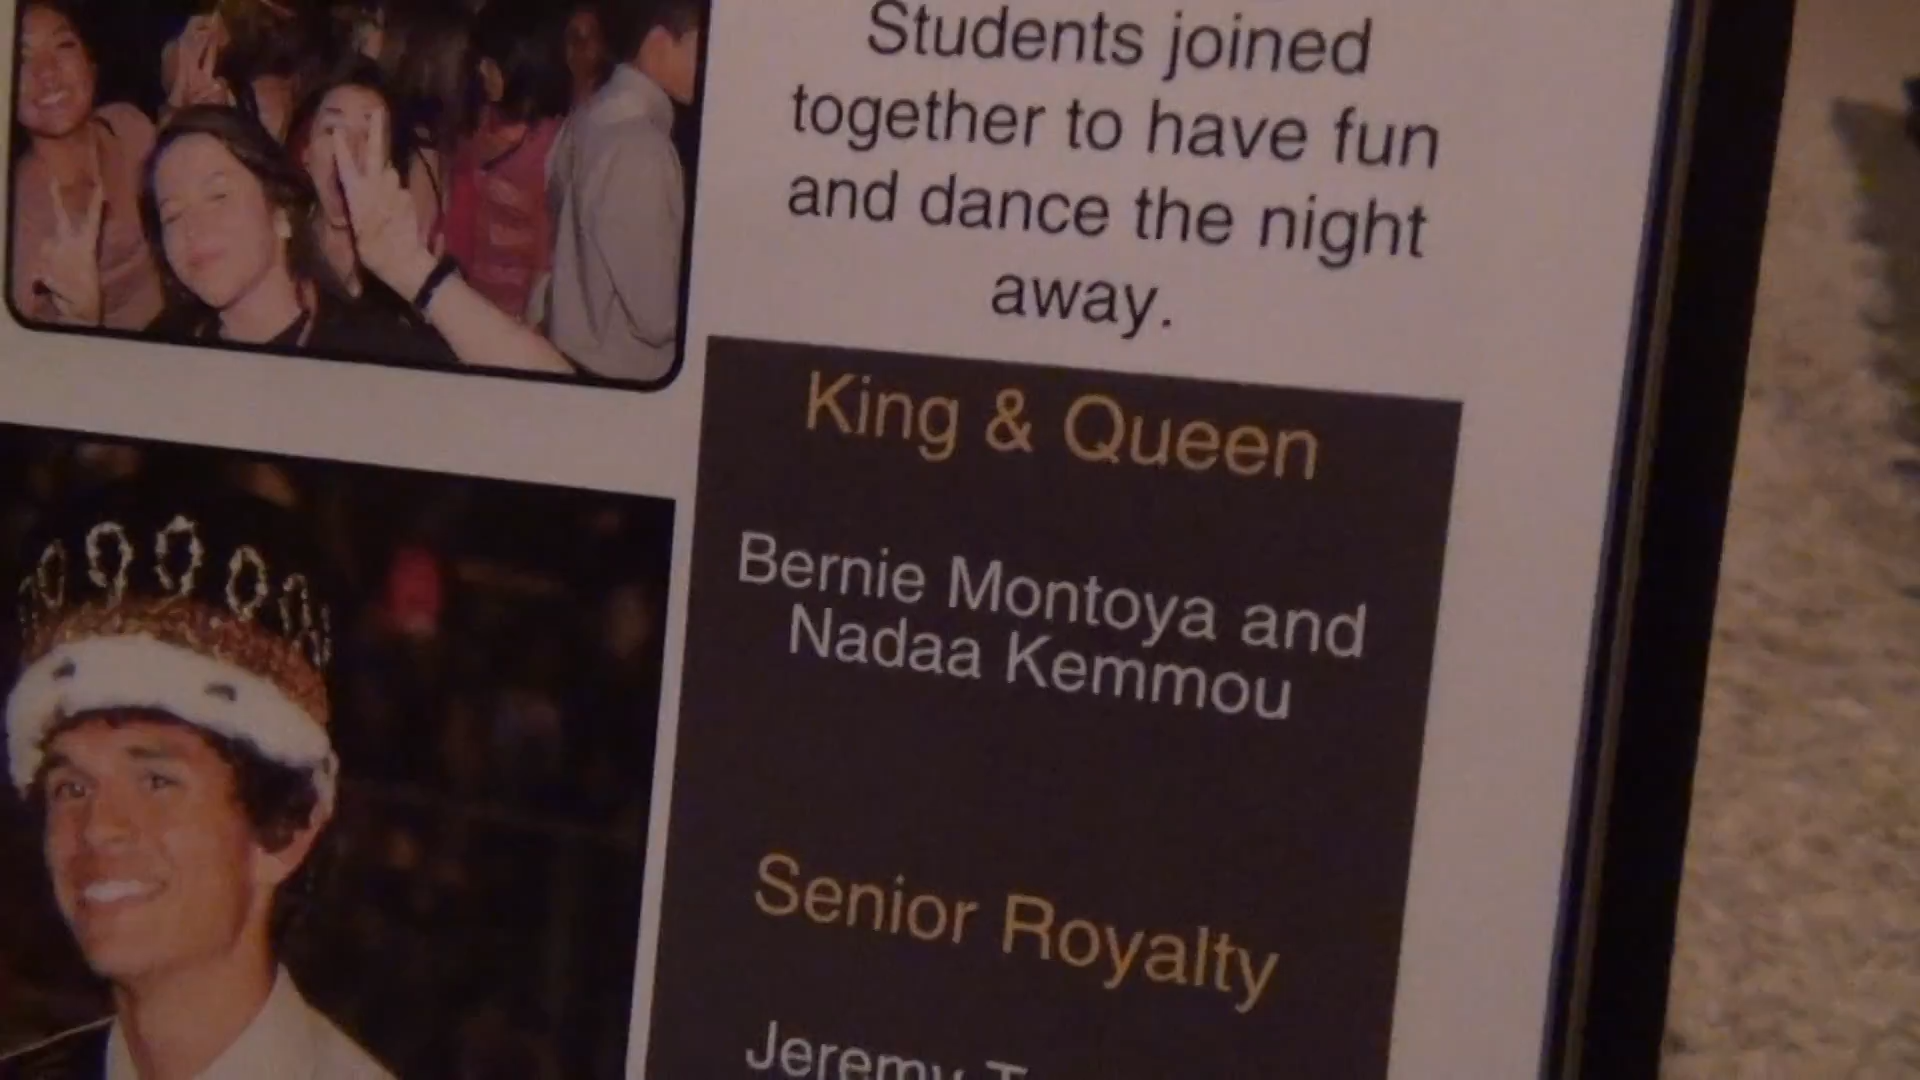 Students joined
together to have fun
and dance the night
away.
King & Queen
Bernie Montoya and
Nadaa Kemmou
Senior Royalty
Jeremy